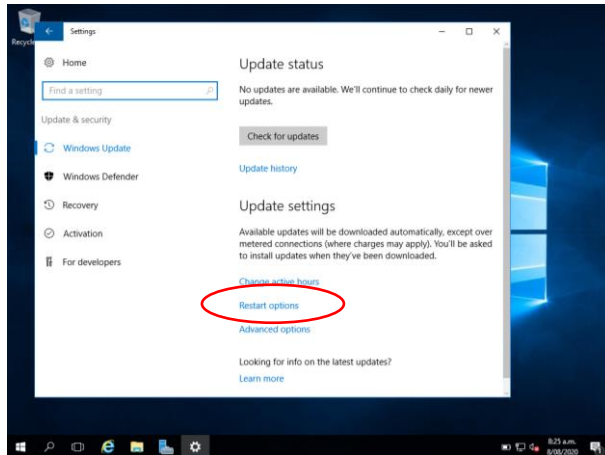 Recycle
Settings
Home
Find a setting
Update & security
Windows Update
Windows Defender
Recovery
Activation
For developers
Update status
No updates are available. We'll continue to check daily for newer
updates.
Check for updates
Update history
Update settings
Available updates will be downloaded automatically, except over
metered connections (where charges may apply). You'll be asked
to install updates when they've been downloaded.
Change active hours
Restart options
Advanced options
Looking for info on the latest updates?
Learn more
8:25 a.m.
8/08/2020